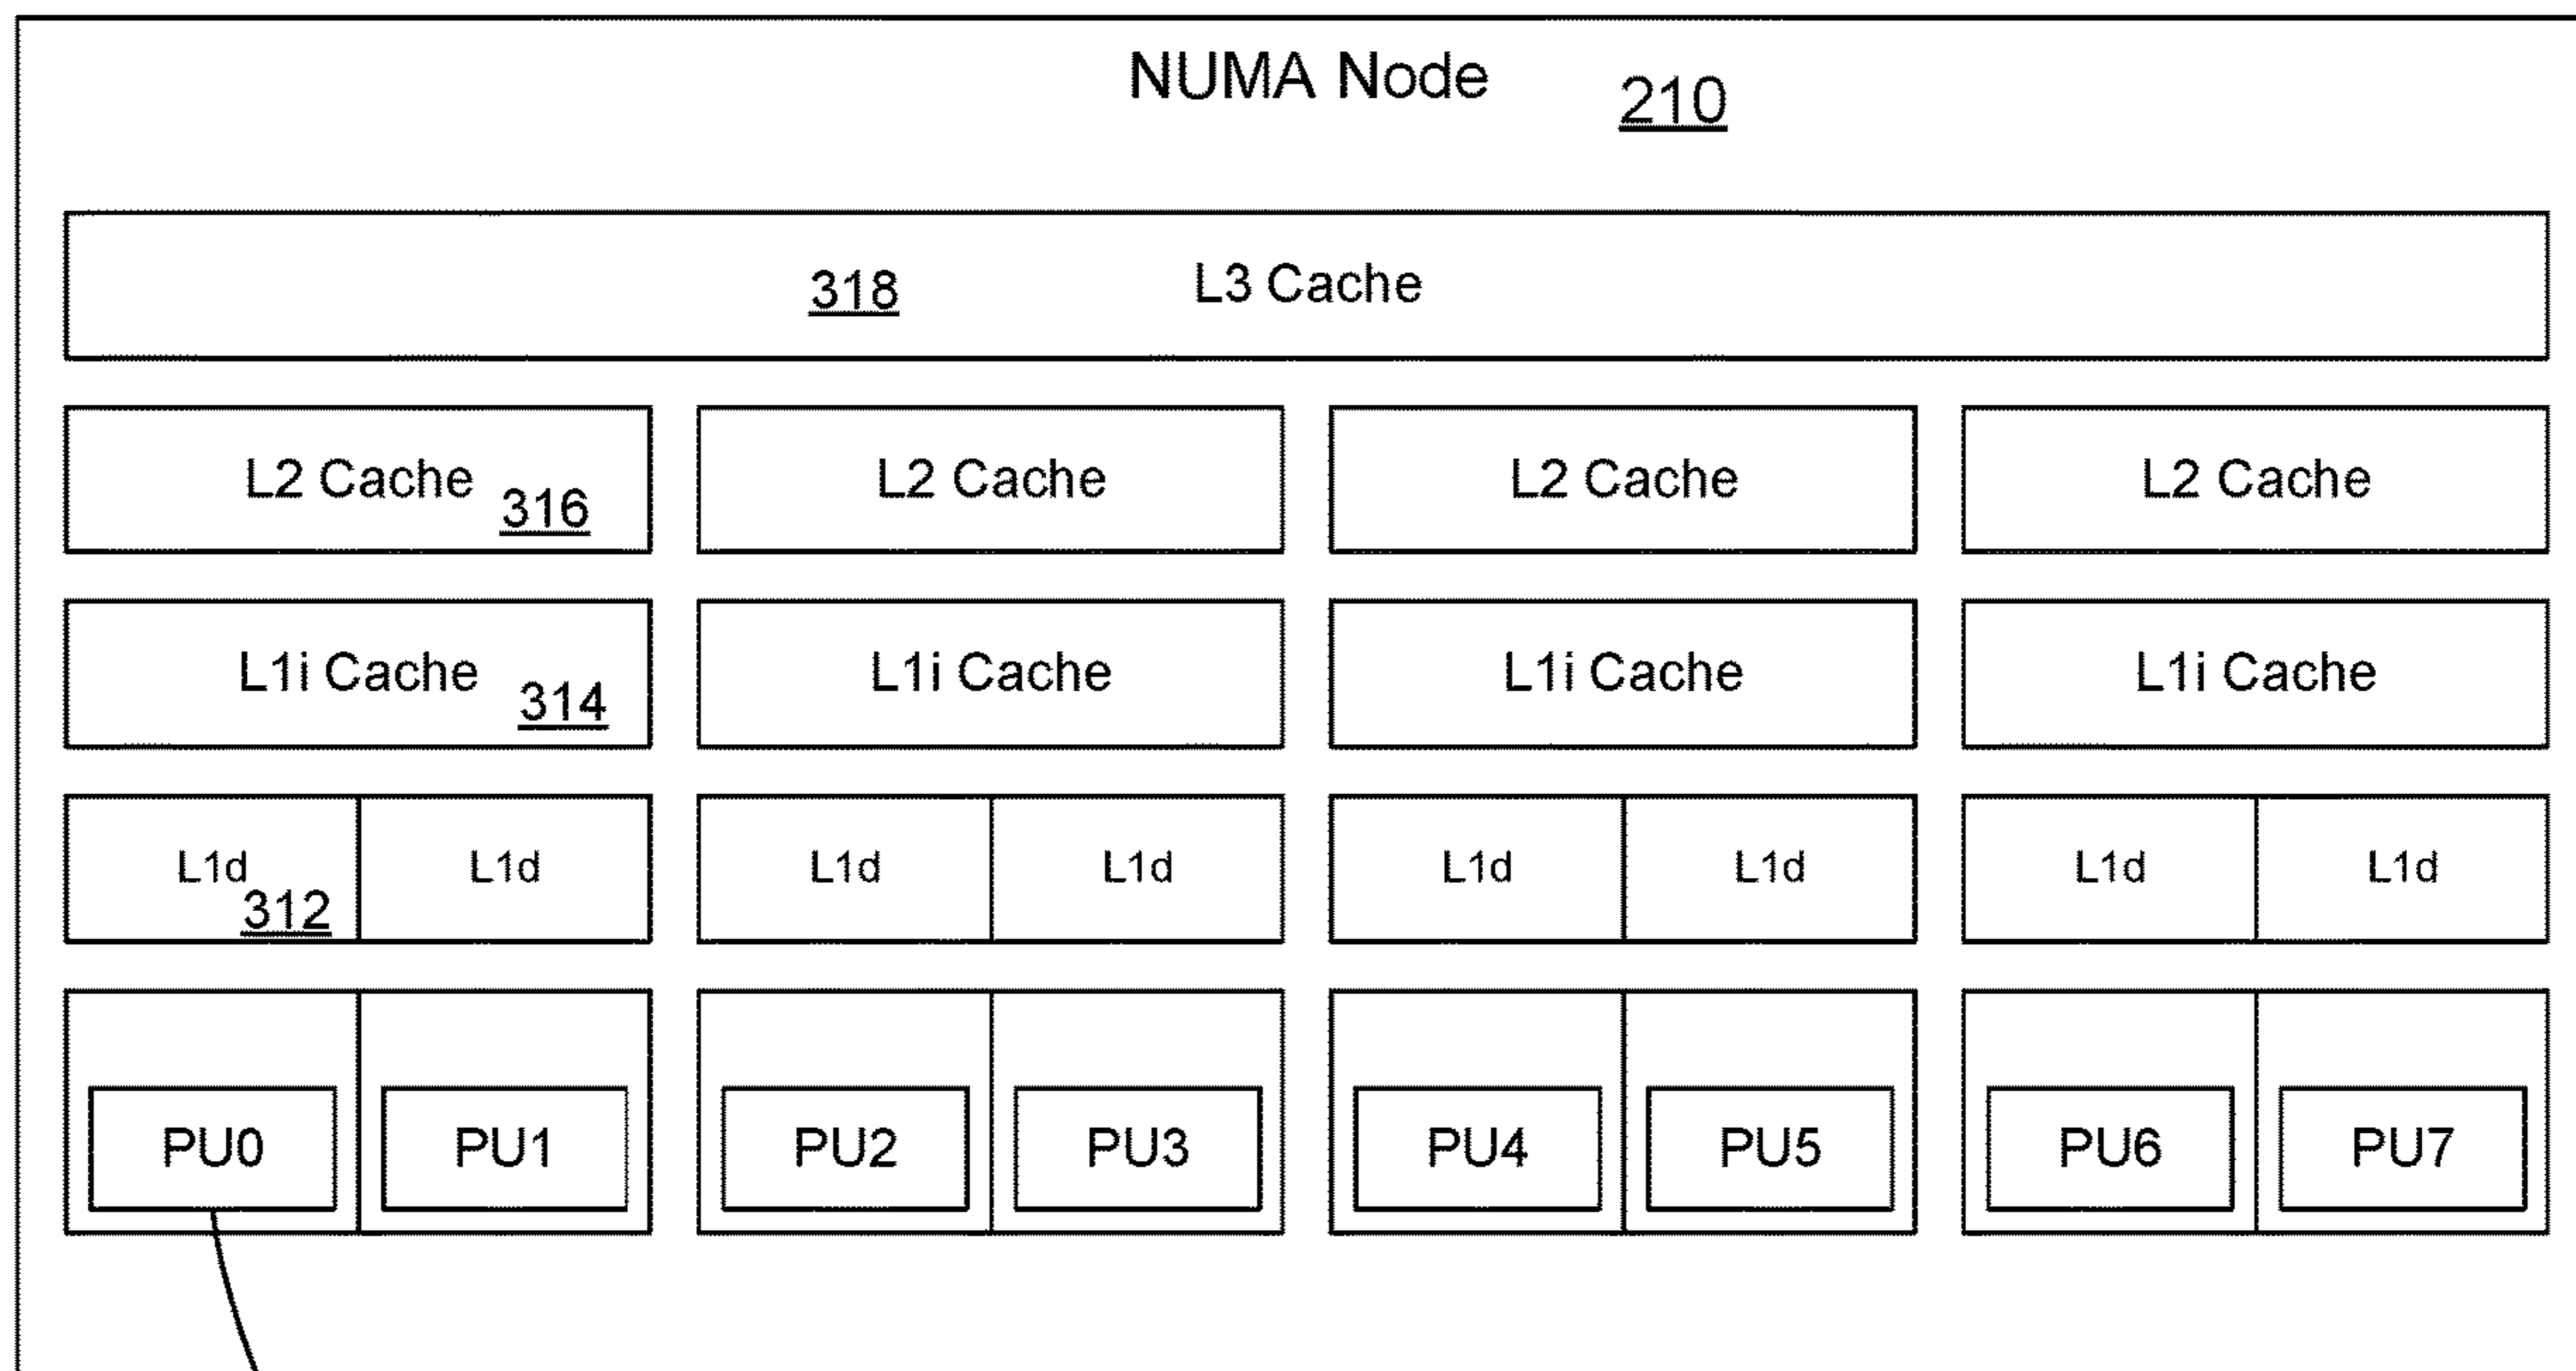 NUMA Node 210
318 L3 Cache
L2 Cache 316 L2 Cache L2 Cache L2 Cache
L1i Cache 314 L1i Cache L1i Cache L1i Cache
L1d 312 L1d L1d L1d L1d L1d L1d L1d
PU0 PU1 PU2 PU3 PU4 PU5 PU6 PU7